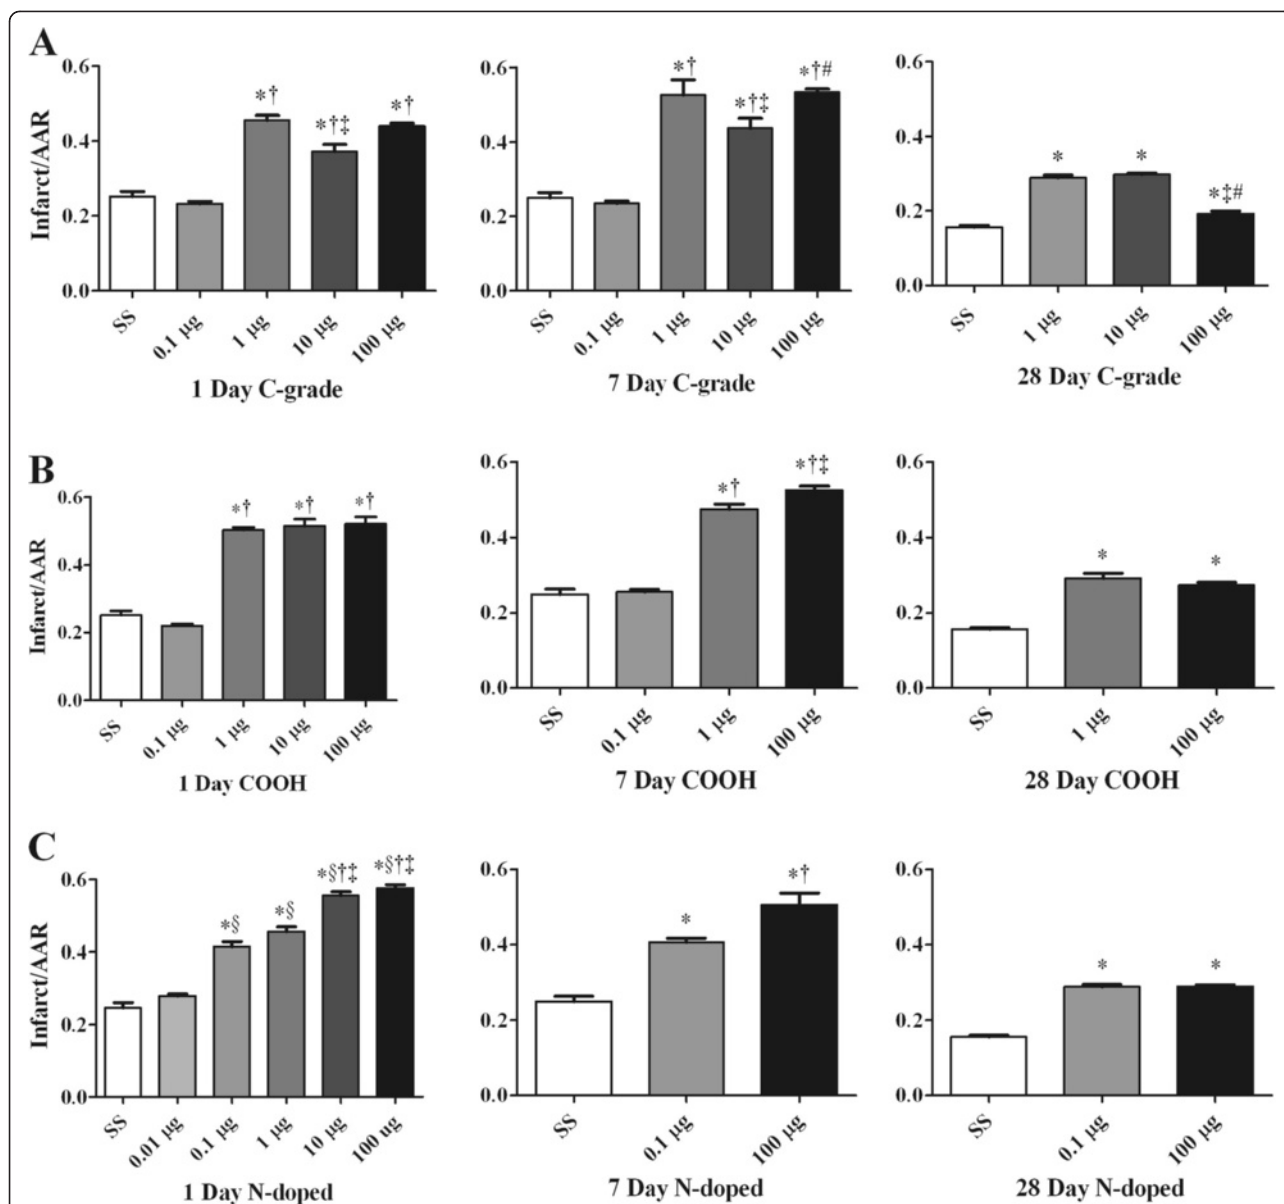 A
Infarct/AAR
0.6
0.4
0.2
0.0
*†
*†‡
*†
SS
0.1 μg
1 μg
10 μg
100 μg
1 Day C-grade
0.6
0.4
0.2
0.0
*†
*†‡
*†#
SS
0.1 μg
1 μg
10 μg
100 μg
7 Day C-grade
0.6
0.4
0.2
0.0
*
*
*‡#
SS
1 μg
10 μg
100 μg
28 Day C-grade
B
Infarct/AAR
0.6
0.4
0.2
0.0
*†
*†
*†
SS
0.1 μg
1 μg
10 μg
100 μg
1 Day COOH
0.6
0.4
0.2
0.0
*†
*†‡
SS
0.1 μg
1 μg
100 μg
7 Day COOH
0.6
0.4
0.2
0.0
*
*
SS
1 μg
100 μg
28 Day COOH
C
Infarct/AAR
0.6
0.4
0.2
0.0
*§
*§
*§†‡
*§†‡
SS
0.01 μg
0.1 μg
1 μg
10 μg
100 ug
1 Day N-doped
0.6
0.4
0.2
0.0
*
*†
SS
0.1 μg
100 μg
7 Day N-doped
0.6
0.4
0.2
0.0
*
*
SS
0.1 μg
100 μg
28 Day N-doped